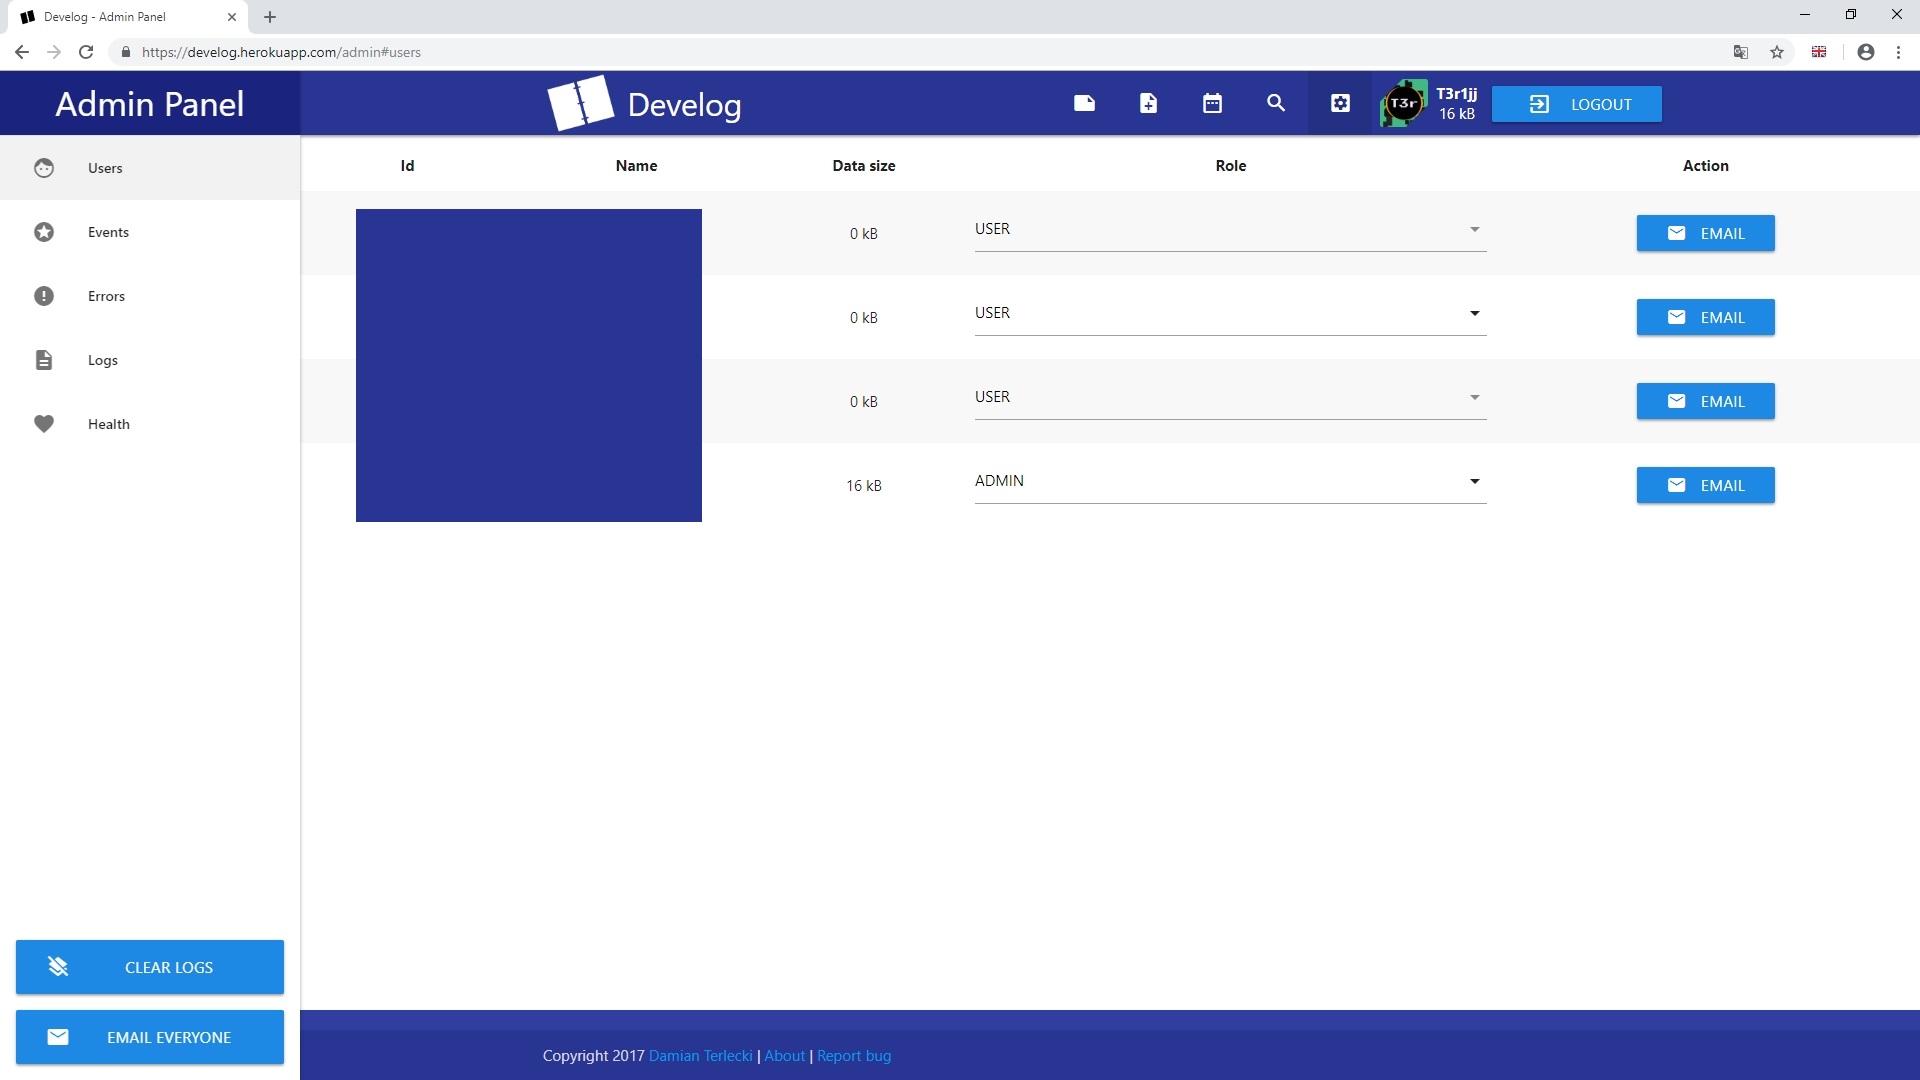 Develog - Admin Panel
https://develog.herokuapp.com/admin#users
Admin Panel
Develog
T3r
T3r1jj
16 kB
LOGOUT
Users
Events
Errors
Logs
Health
Id Name Data size Role Action
0 kB USER EMAIL
0 kB USER EMAIL
0 kB USER EMAIL
16 kB ADMIN EMAIL
CLEAR LOGS
EMAIL EVERYONE
Copyright 2017 Damian Terlecki | About | Report bug